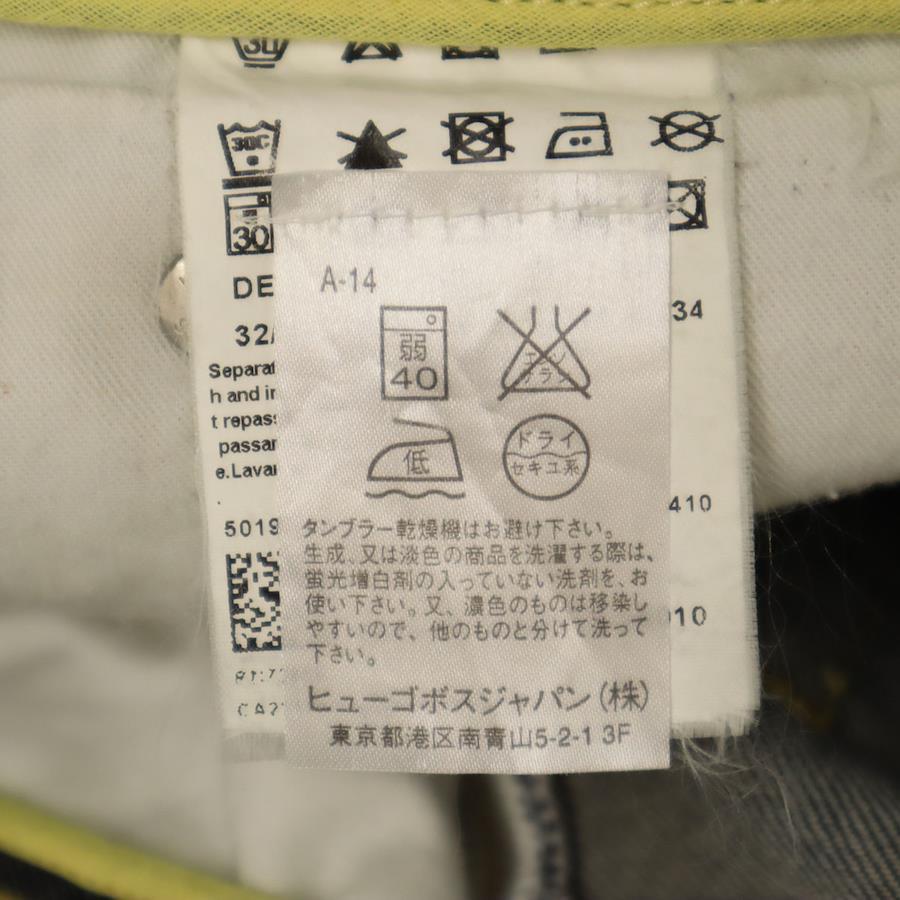 30
30C
30
DE
34
32/
Separat
h and ir
t repass
passar
e.Lavar
410
5019
010
A-14
弱
40
エンソ
サラシ
低
ドライ
セキユ系
タンブラー乾燥機はお避け下さい。
生成、又は淡色の商品を洗濯する際は、
蛍光増白剤の入っていない洗剤を、お
使い下さい。又、濃色のものは移染し
やすいので、他のものと分けて洗って
下さい。
ヒューゴボスジャパン(株)
東京都港区南青山5-2-1 3F